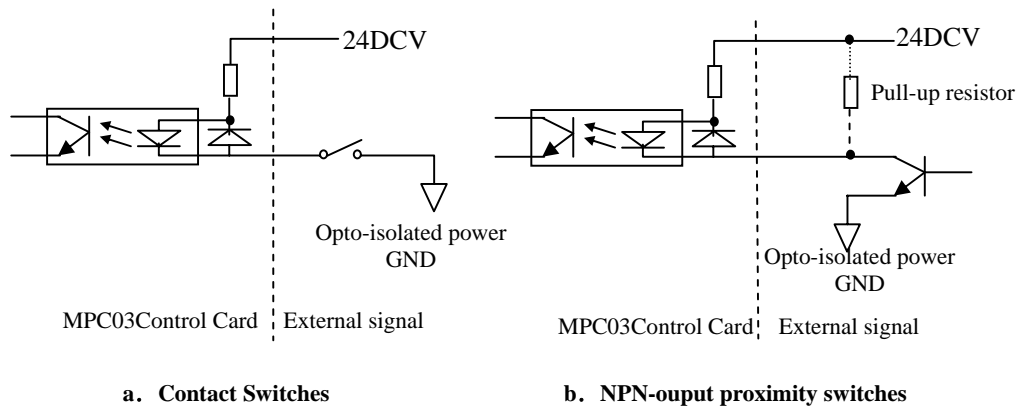 24DCV
Opto-isolated power
GND
MPC03Control Card
External signal
a．Contact Switches
24DCV
Pull-up resistor
Opto-isolated power
GND
MPC03Control Card
External signal
b．NPN-ouput proximity switches